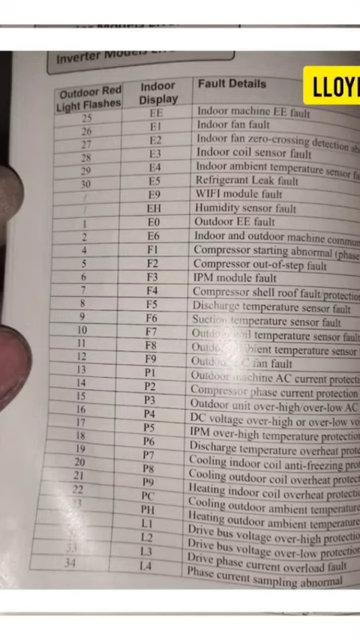 Inverter Models
LLOY
Outdoor Red Light Flashes Indoor Display Fault Details
25 EE Indoor machine EE fault
26 E1 Indoor fan fault
27 E2 Indoor fan zero-crossing detection
28 E3 Indoor coil sensor fault
29 E4 Indoor ambient temperature sensor fa
30 E5 Refrigerant Leak fault
/ E9 WIFI module fault
/ EH Humidity sensor fault
1 E0 Outdoor EE fault
2 E6 Indoor and outdoor machine commu
4 F1 Compressor starting abnormal (phase
5 F2 Compressor out-of-step fault
6 F3 IPM module fault
7 F4 Compressor shell roof fault/protection
8 F5 Discharge temperature sensor fault
9 F6 Suction temperature sensor fault
10 F7 Outdoor coil temperature sensor fault
11 F8 Outdoor ambient temperature sensor
12 F9 Outdoor DC fan fault
13 P1 Outdoor machine AC current protec
14 P2 Compressor phase current protection
15 P3 Outdoor unit over-high/over-low AC
16 P4 DC voltage over-high or over-low vo
17 P5 IPM over-high temperature protectio
18 P6 Discharge temperature overheat prote
19 P7 Cooling indoor coil anti-freezing pro
20 P8 Cooling outdoor coil overheat protec
21 P9 Heating indoor coil overheat protec
22 PC Cooling outdoor ambient temperatur
PH Heating outdoor ambient temperature
L1 Drive bus voltage over-high protectio
L2 Drive bus voltage over-low protection
33 L3 Drive phase current overload fault
34 L4 Phase current sampling abnormal